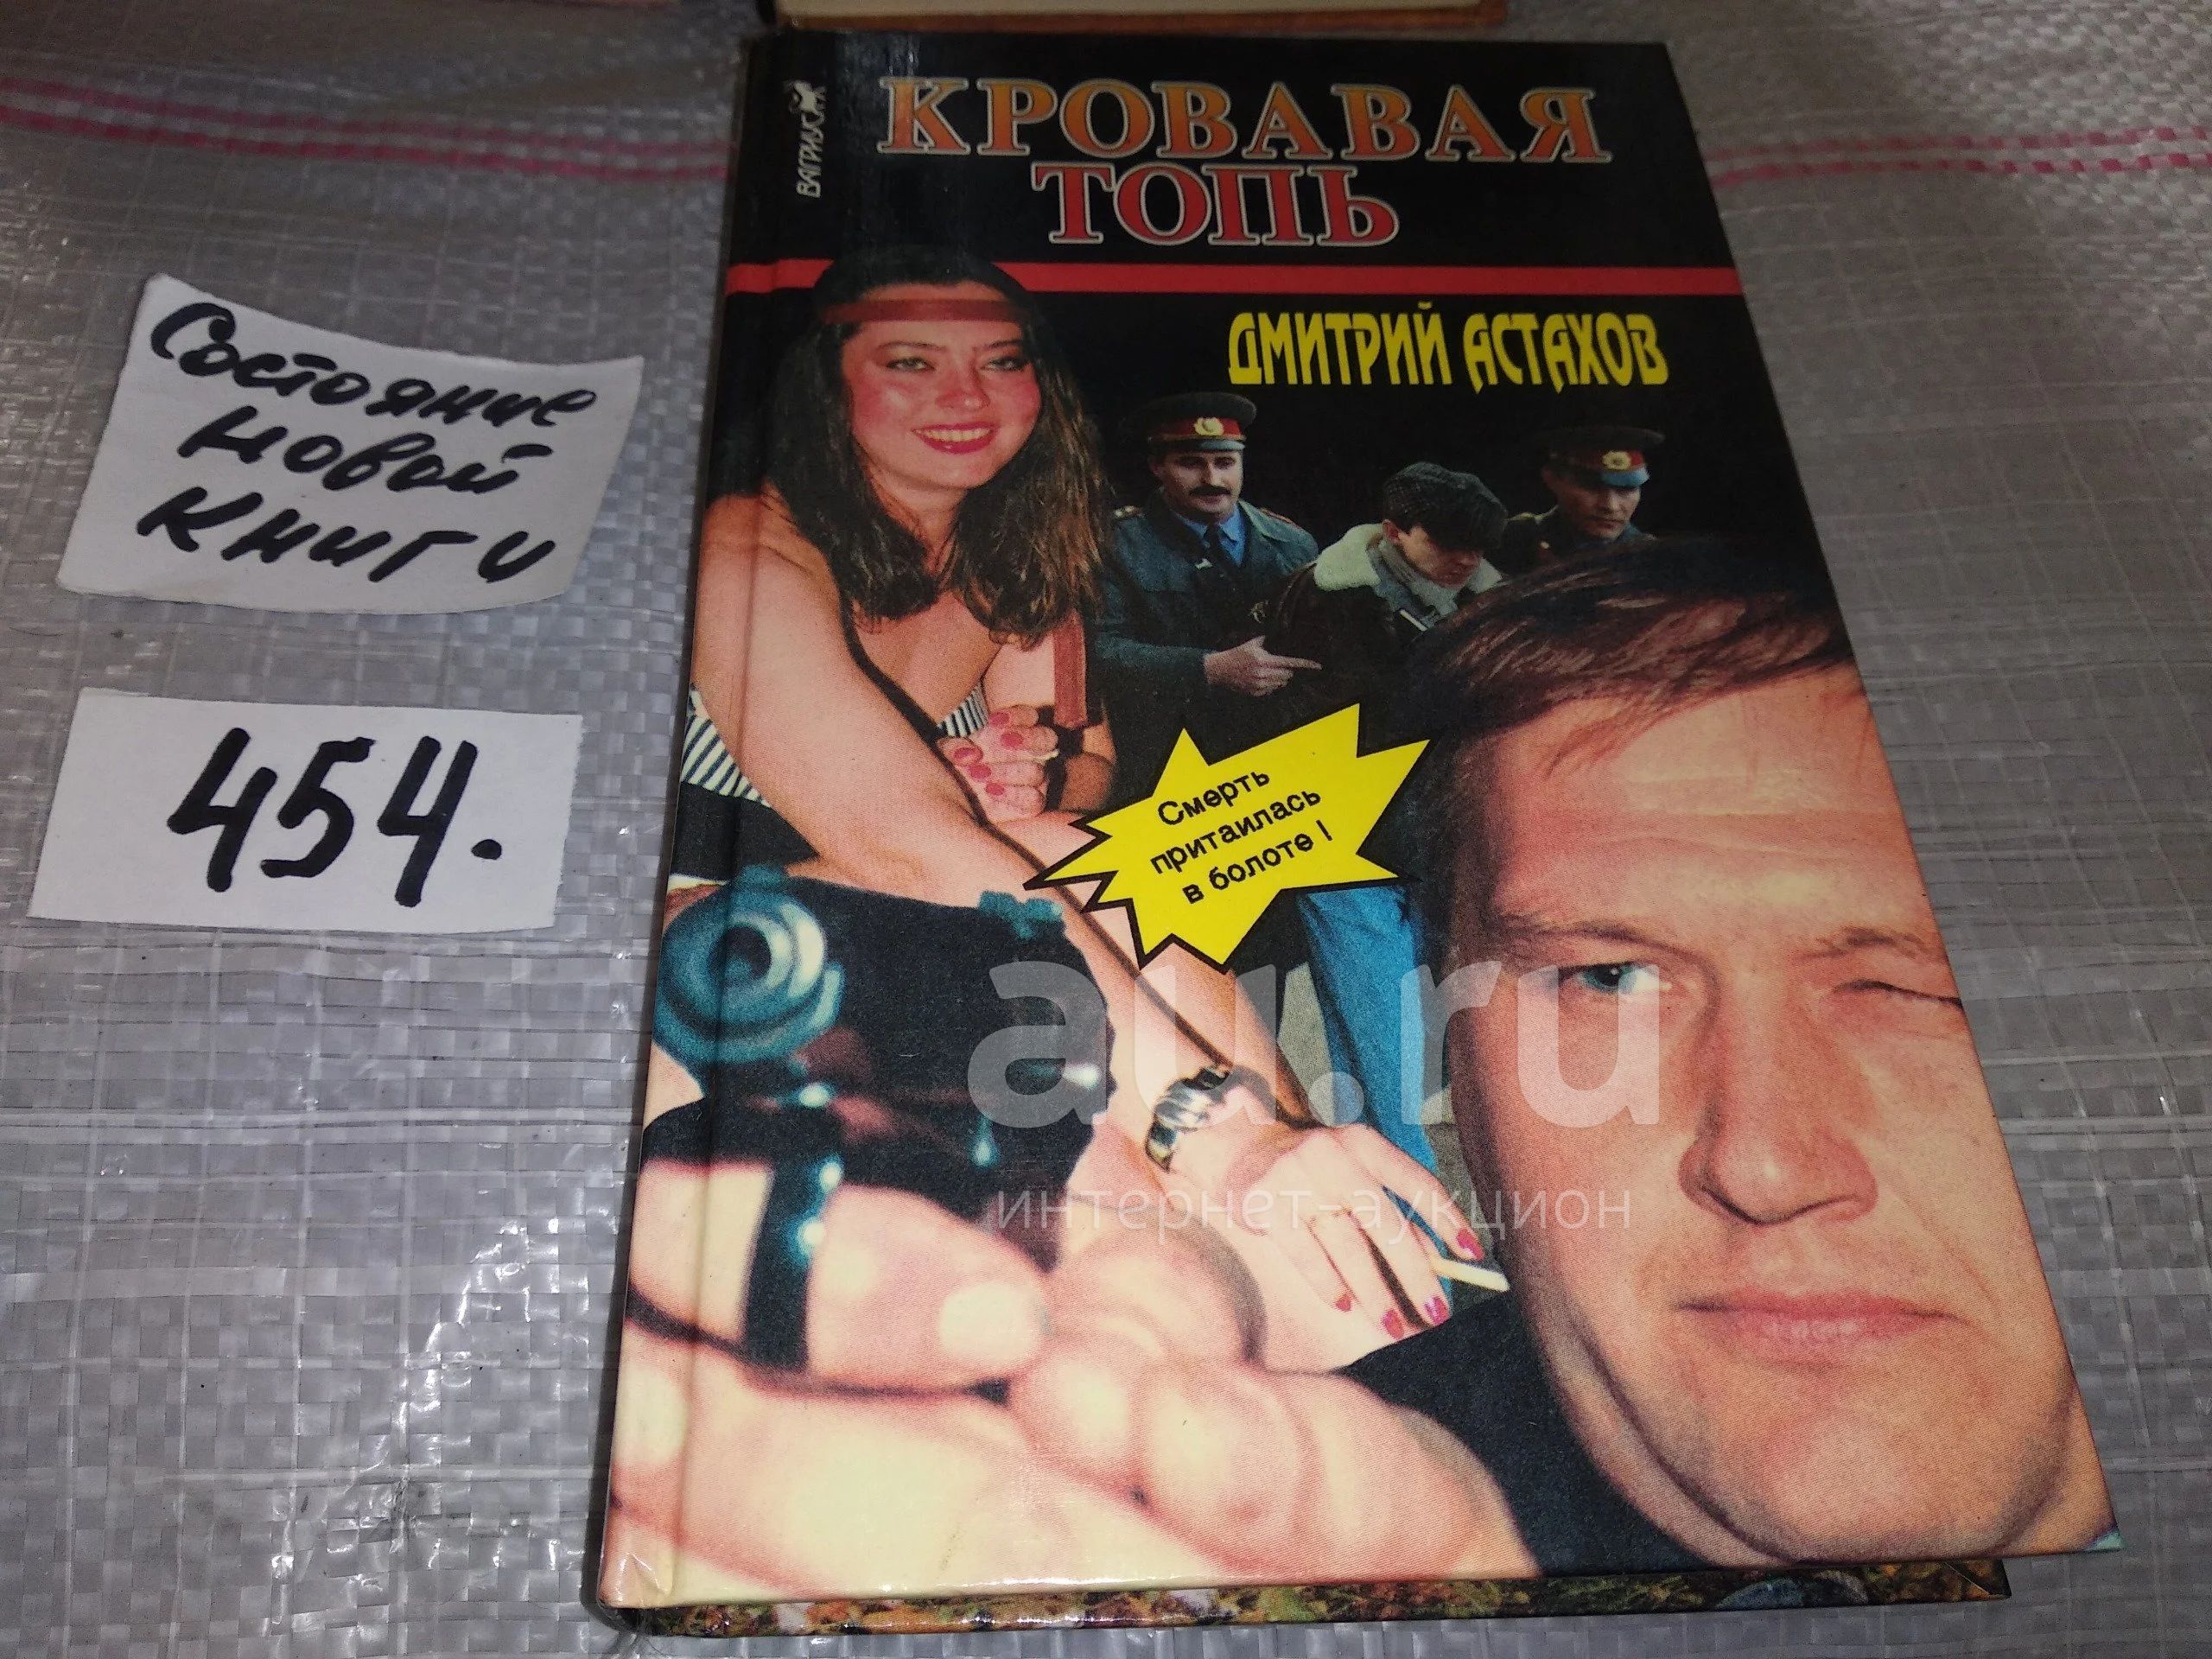 КРОВАВАЯ
ТОПЬ
ВАГРИУС
ДМИТРИЙ АСТАХОВ
Состояние
новой
книги
454.
Смерть
притаилась
в болоте !
au.ru
интернет-аукцион